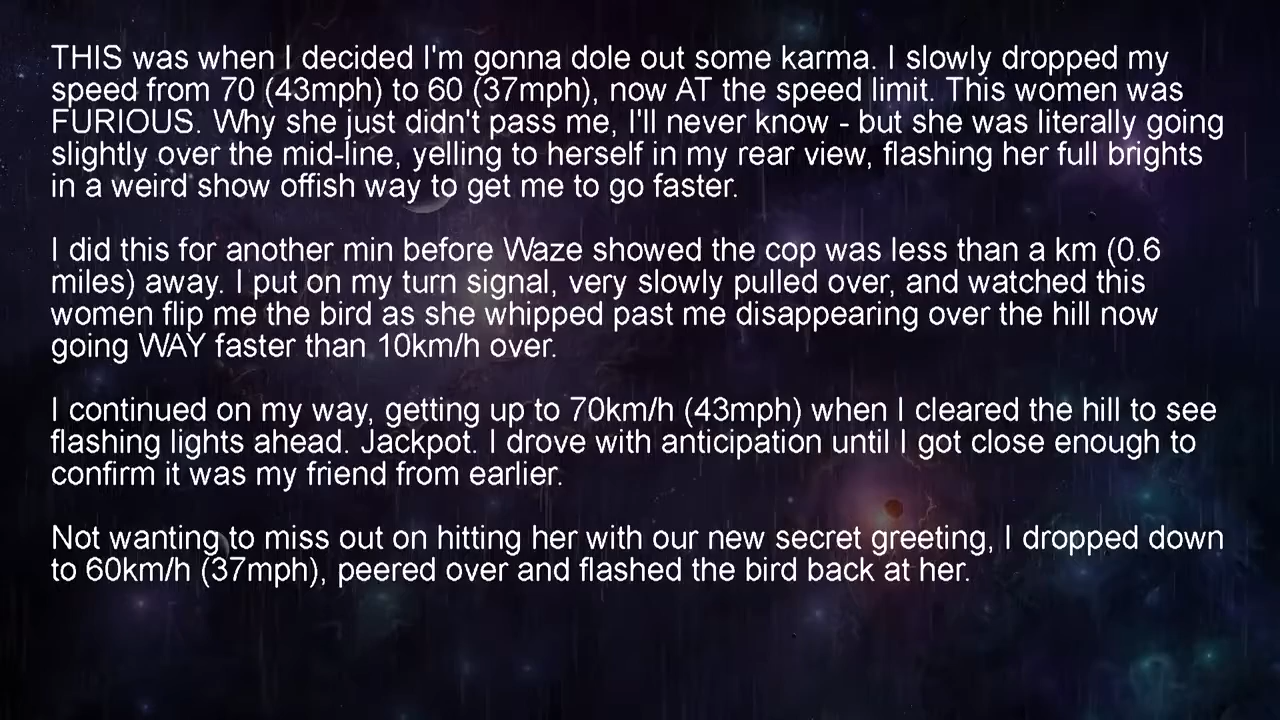 THIS was when I decided I'm gonna dole out some karma. I slowly dropped my
speed from 70 (43mph) to 60 (37mph), now AT the speed limit. This women was
FURIOUS. Why she just didn't pass me, I'll never know - but she was literally going
slightly over the mid-line, yelling to herself in my rear view, flashing her full brights
in a weird show offish way to get me to go faster.
I did this for another min before Waze showed the cop was less than a km (0.6
miles) away. I put on my turn signal, very slowly pulled over, and watched this
women flip me the bird as she whipped past me disappearing over the hill now
going WAY faster than 10km/h over.
I continued on my way, getting up to 70km/h (43mph) when I cleared the hill to see
flashing lights ahead. Jackpot. I drove with anticipation until I got close enough to
confirm it was my friend from earlier.
Not wanting to miss out on hitting her with our new secret greeting, I dropped down
to 60km/h (37mph), peered over and flashed the bird back at her.